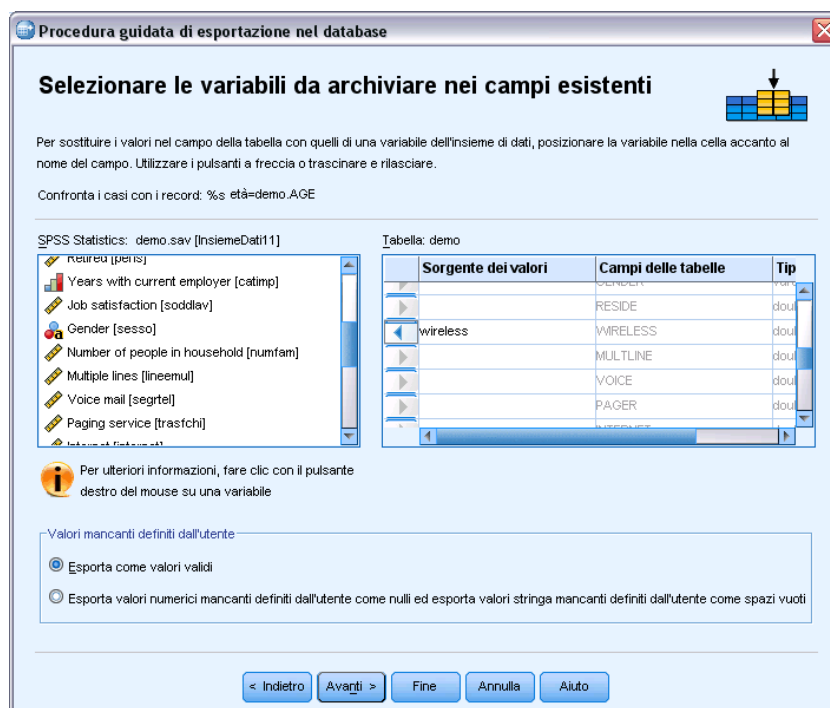 Procedura guidata di esportazione nel database
Selezionare le variabili da archiviare nei campi esistenti
Per sostituire i valori nel campo della tabella con quelli di una variabile dell'insieme di dati, posizionare la variabile nella cella accanto al
nome del campo. Utilizzare i pulsanti a freccia o trascinare e rilasciare.
Confronta i casi con i record: %s età=demo.AGE
SPSS Statistics: demo.sav [InsiemeDati11]
Retired [pens]
Years with current employer [catimp]
Job satisfaction [soddlav]
Gender [sesso]
Number of people in household [numfam]
Multiple lines [lineemul]
Voice mail [segrtel]
Paging service [trasfchi]
Internet [internet]
Tabella: demo
Sorgente dei valori Campi delle tabelle Tip
GENDER
RESIDE doul
wireless WIRELESS doul
MULTLINE doul
VOICE doul
PAGER doul
INTERNET
Per ulteriori informazioni, fare clic con il pulsante
destro del mouse su una variabile
Valori mancanti definiti dall'utente
Esporta come valori validi
Esporta valori numerici mancanti definiti dall'utente come nulli ed esporta valori stringa mancanti definiti dall'utente come spazi vuoti
< Indietro Avanti > Fine Annulla Aiuto